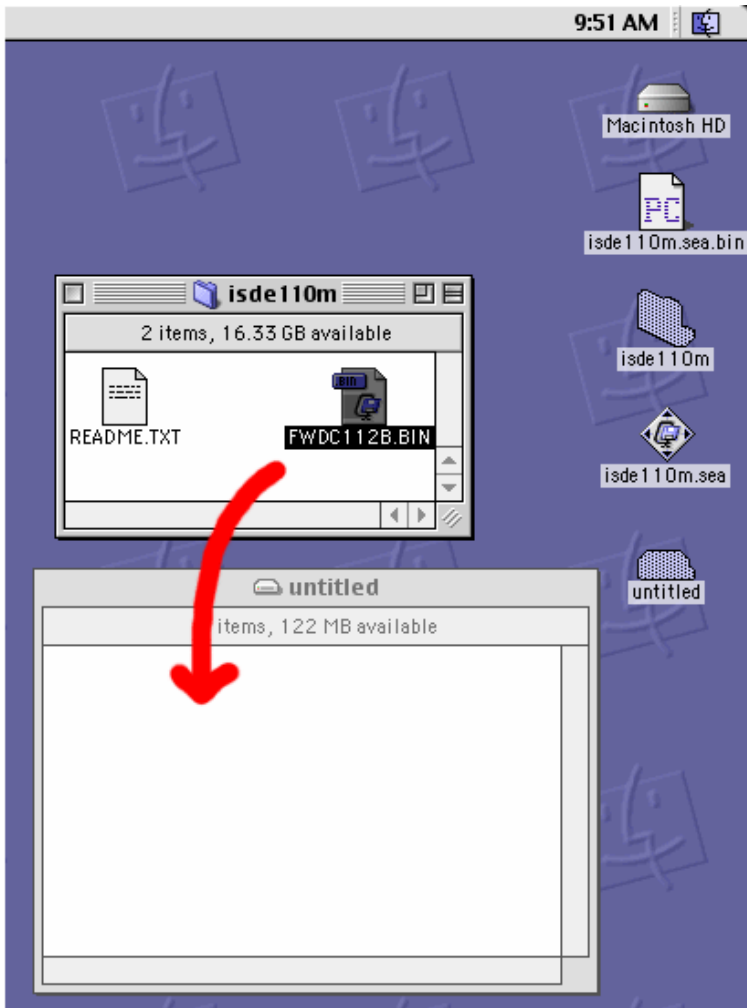 9:51 AM
Macintosh HD
PC
isde110m.sea.bin
isde110m
2 items, 16.33 GB available
.BIN
README.TXT
FWDC112B.BIN
isde110m
isde110m.sea
untitled
items, 122 MB available
untitled